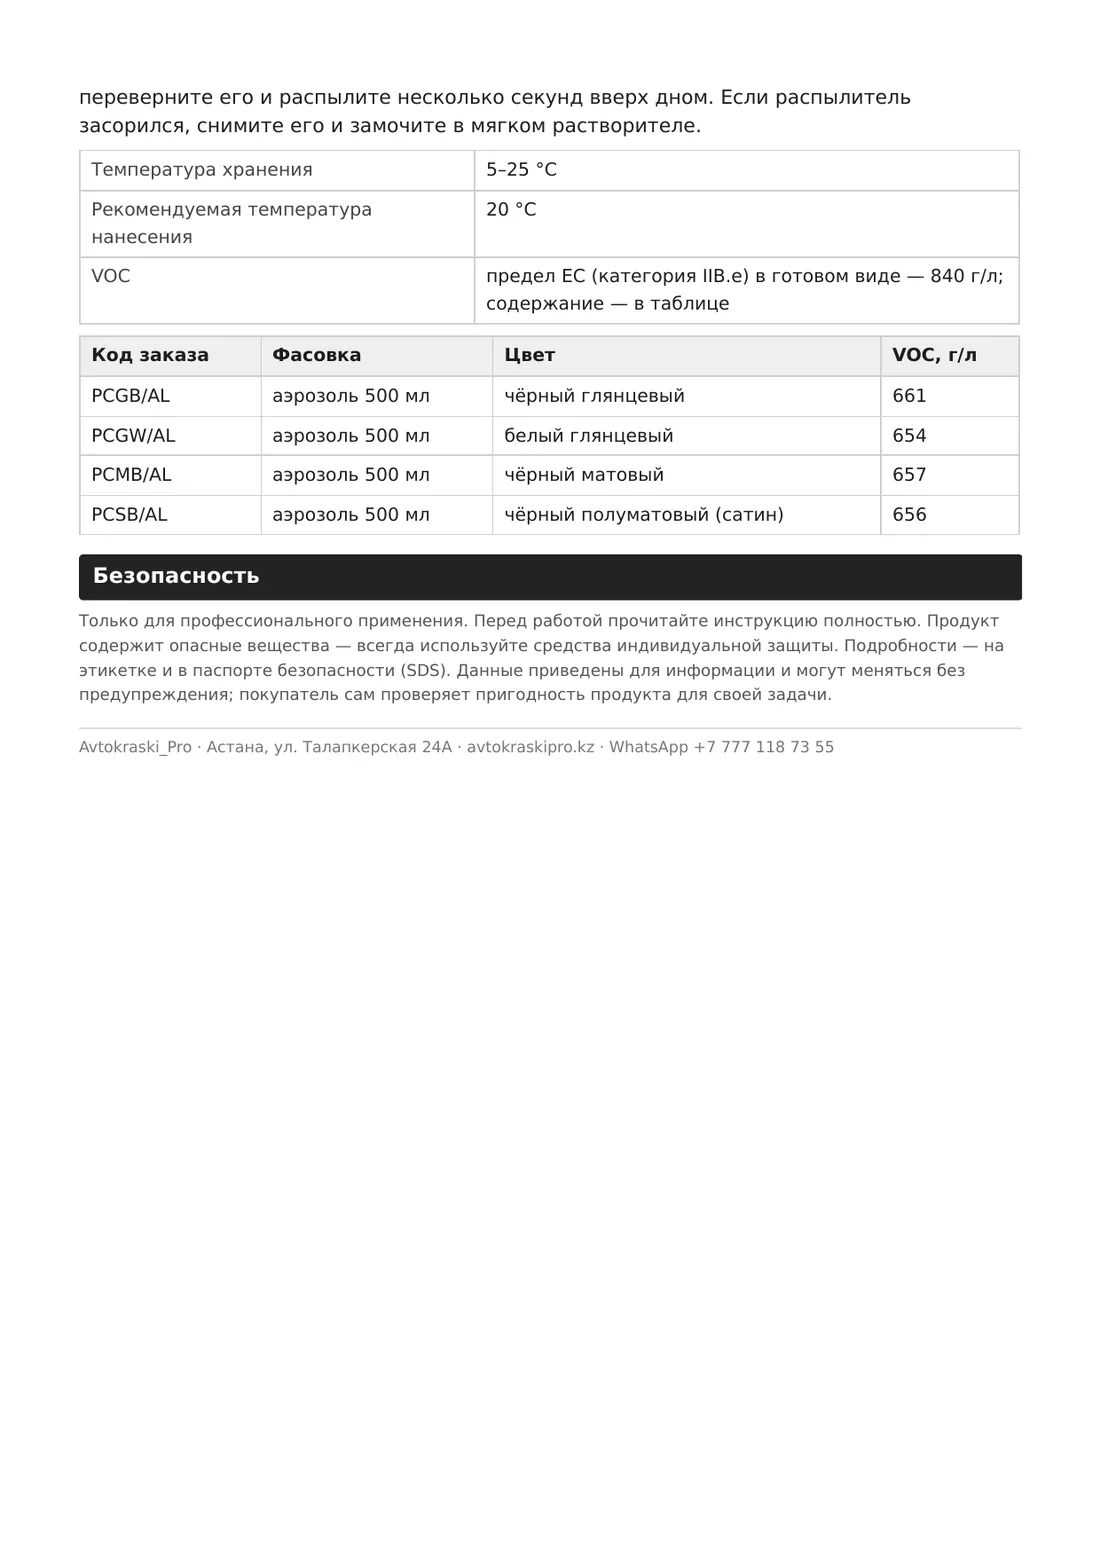 переверните его и распылите несколько секунд вверх дном. Если распылитель
засорился, снимите его и замочите в мягком растворителе.
Температура хранения 5–25 °C
Рекомендуемая температура 20 °C
нанесения
VOC предел ЕС (категория IIB.e) в готовом виде — 840 г/л;
содержание — в таблице
Код заказа Фасовка Цвет VOC, г/л
PCGB/AL аэрозоль 500 мл чёрный глянцевый 661
PCGW/AL аэрозоль 500 мл белый глянцевый 654
PCMB/AL аэрозоль 500 мл чёрный матовый 657
PCSB/AL аэрозоль 500 мл чёрный полуматовый (сатин) 656
Безопасность
Только для профессионального применения. Перед работой прочитайте инструкцию полностью. Продукт
содержит опасные вещества — всегда используйте средства индивидуальной защиты. Подробности — на
этикетке и в паспорте безопасности (SDS). Данные приведены для информации и могут меняться без
предупреждения; покупатель сам проверяет пригодность продукта для своей задачи.
Avtokraski_Pro · Астана, ул. Талапкерская 24А · avtokraskipro.kz · WhatsApp +7 777 118 73 55